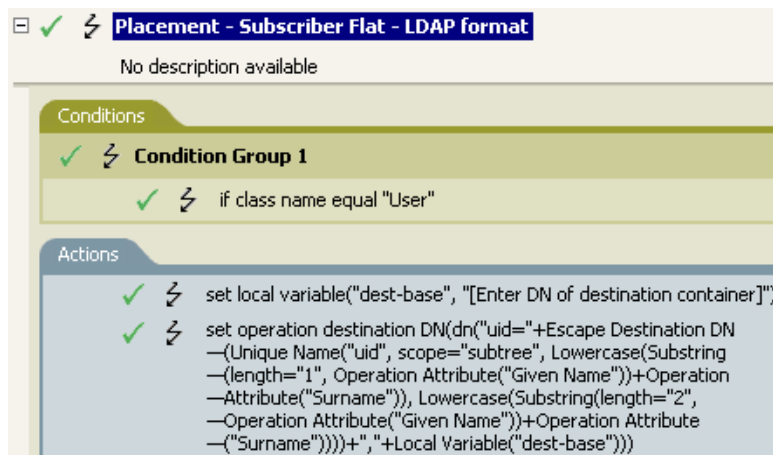 Placement - Subscriber Flat - LDAP format
No description available
Conditions
Condition Group 1
if class name equal "User"
Actions
set local variable("dest-base", "[Enter DN of destination container]")
set operation destination DN(dn("uid="+Escape Destination DN
—(Unique Name("uid", scope="subtree", Lowercase(Substring
—(length="1", Operation Attribute("Given Name"))+Operation
—Attribute("Surname")), Lowercase(Substring(length="2",
—Operation Attribute("Given Name"))+Operation Attribute
—("Surname"))))+","+Local Variable("dest-base")))